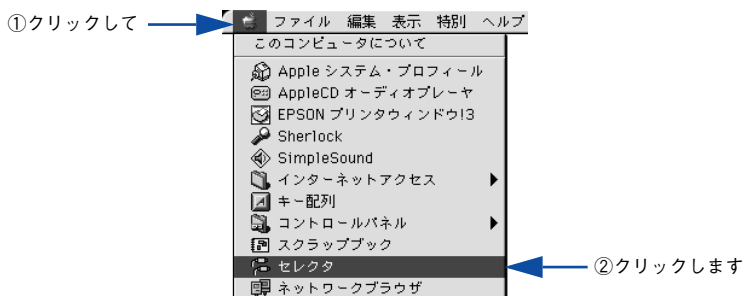 ①クリックして
ファイル 編集 表示 特別 ヘルプ
このコンピュータについて
Apple システム・プロフィール
AppleCD オーディオプレーヤ
EPSON プリンタウィンドウ!3
Sherlock
SimpleSound
インターネットアクセス
キー配列
コントロールパネル
スクラップブック
セレクタ
②クリックします
ネットワークブラウザ